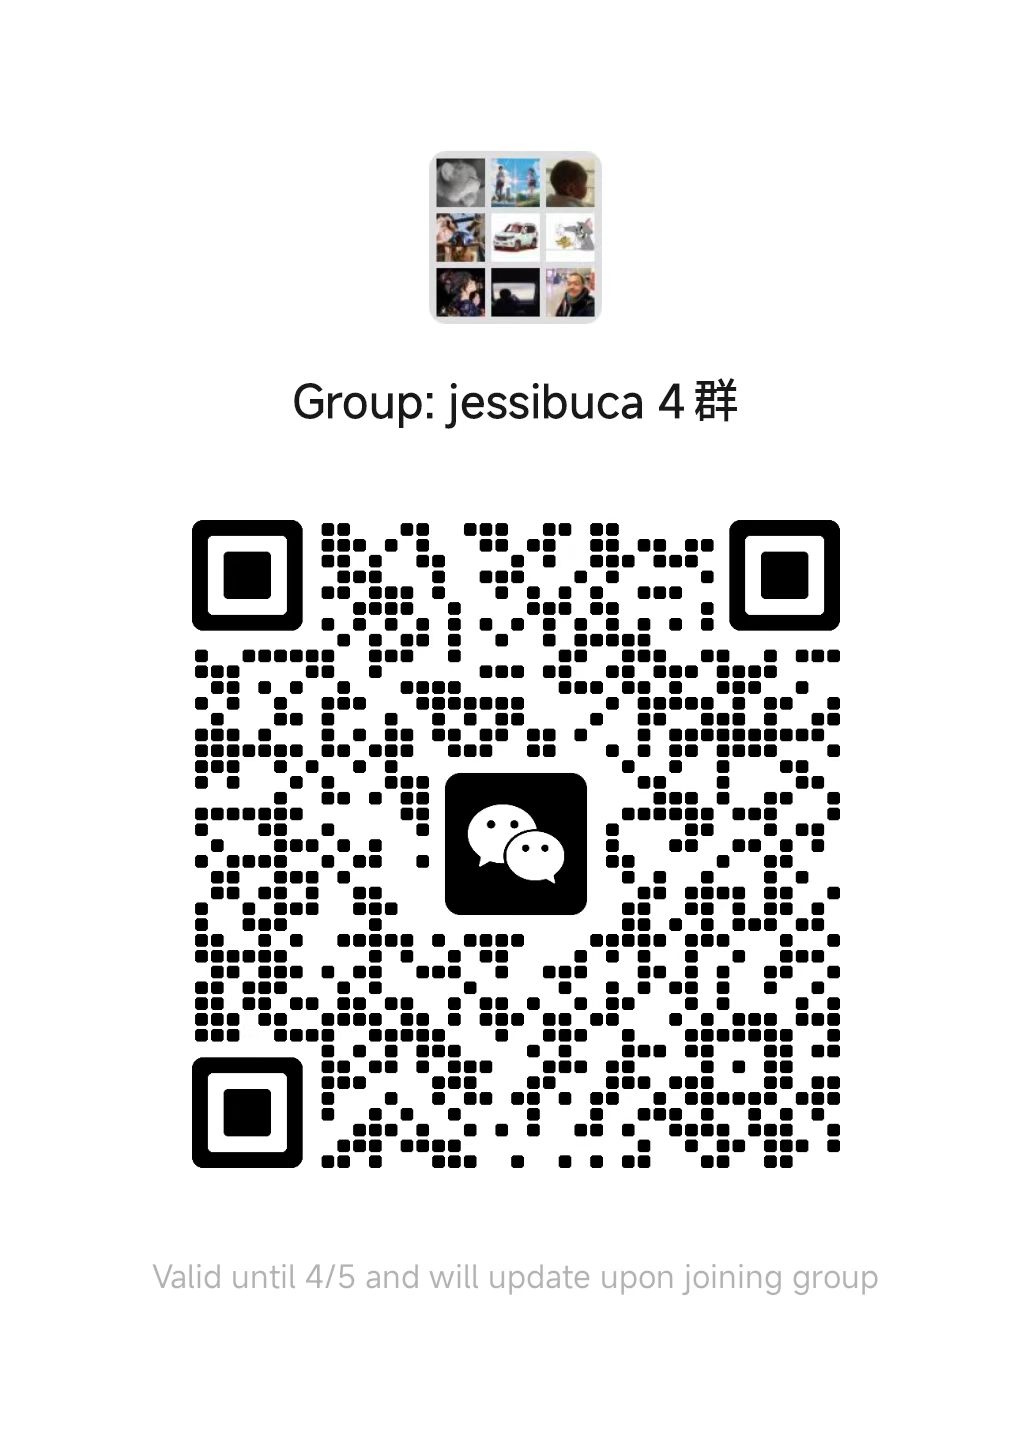 Group: jessibuca 4 群
Valid until 4/5 and will update upon joining group